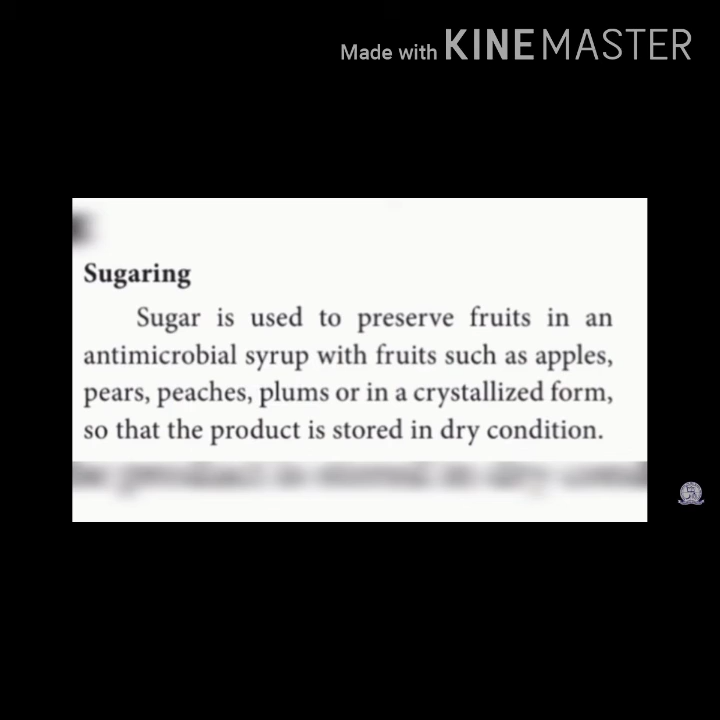 Made with KINEMASTER
Sugaring
Sugar is used to preserve fruits in an
antimicrobial syrup with fruits such as apples,
pears, peaches, plums or in a crystallized form,
so that the product is stored in dry condition.